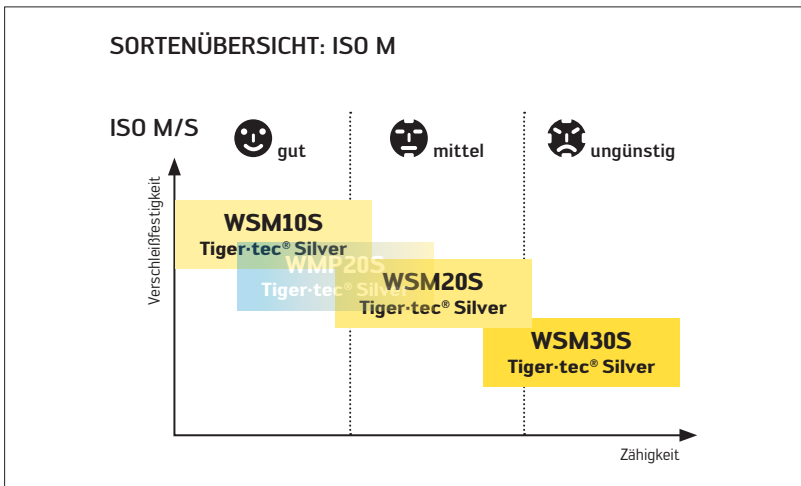 SORTENÜBERSICHT: ISO M
ISO M/S
gut
mittel
ungünstig
Verschleißfestigkeit
WSM10S
Tiger·tec® Silver
WMP20S
Tiger·tec® Silver
WSM20S
Tiger·tec® Silver
WSM30S
Tiger·tec® Silver
Zähigkeit